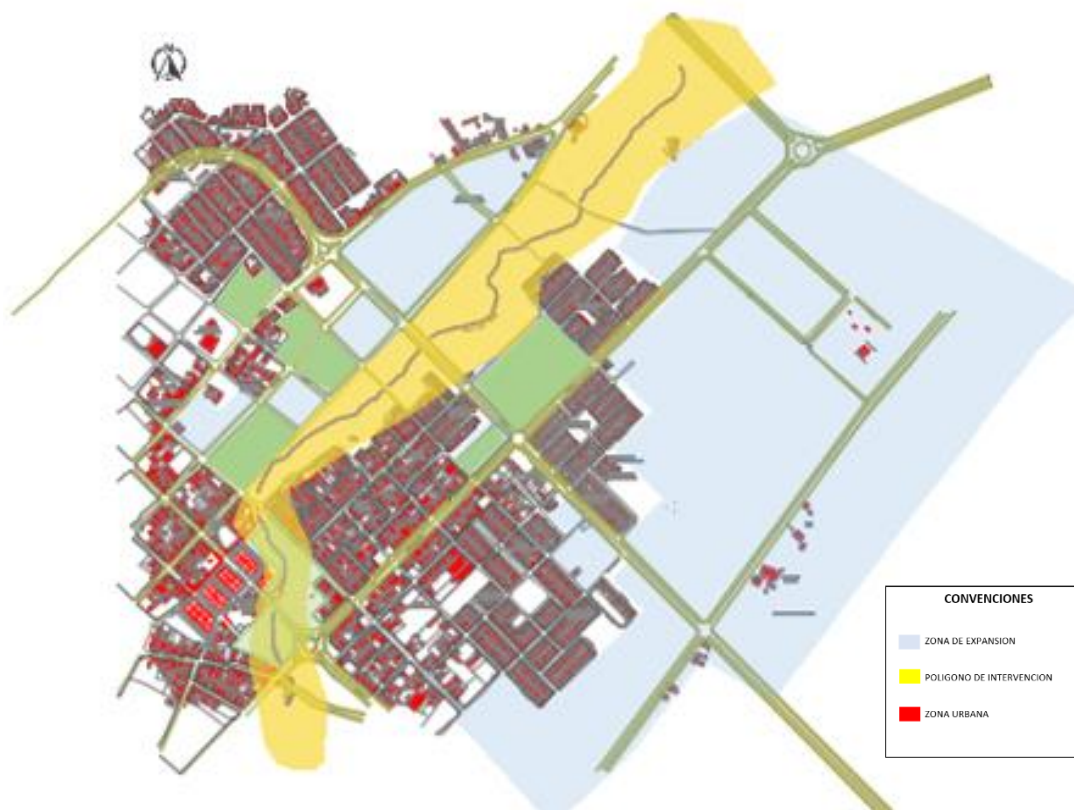 CONVENCIONES
ZONA DE EXPANSION
POLIGONO DE INTERVENCION
ZONA URBANA